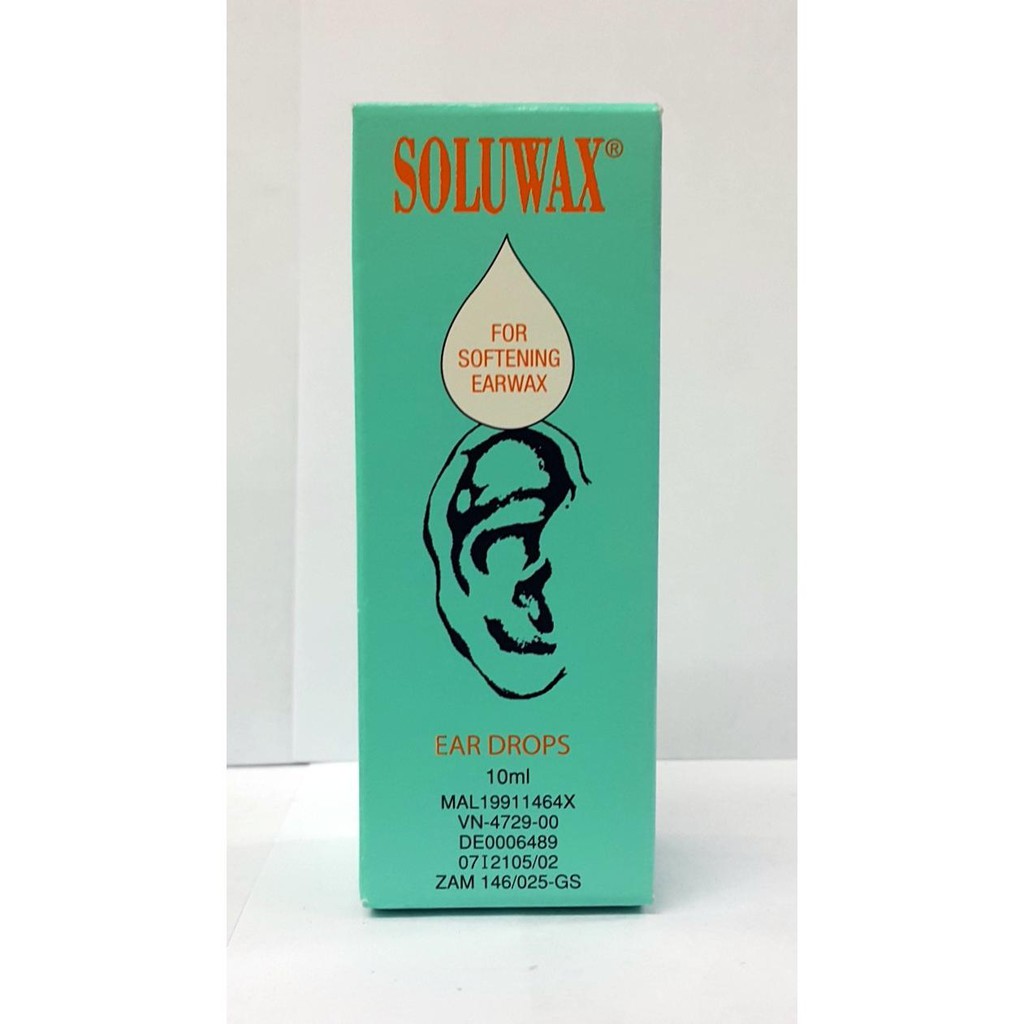 SOLUWAX®
FOR
SOFTENING
EARWAX
EAR DROPS
10ml
MAL19911464X
VN-4729-00
DE0006489
07I2105/02
ZAM 146/025-GS